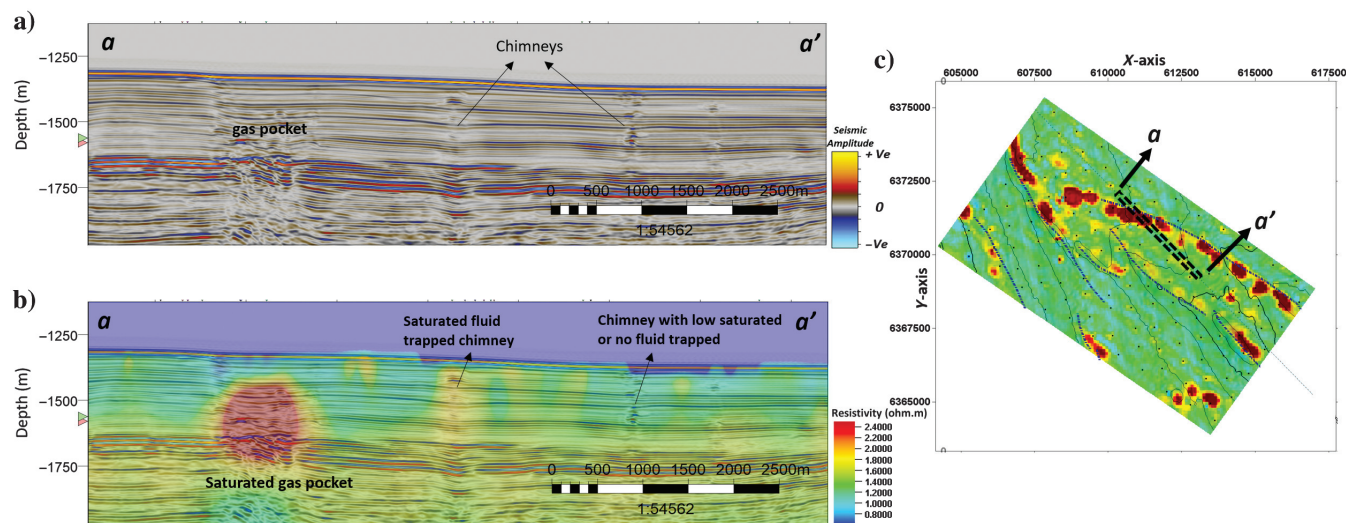 a)
a
a’
Chimneys
gas pocket
Depth (m)
−1250
−1500
−1750
0 500 1000 1500 2000 2500m
1:54562
Seismic
Amplitude
+ Ve
0
−Ve
b)
a
a’
Saturated fluid
trapped chimney
Chimney with low saturated
or no fluid trapped
Saturated gas pocket
Depth (m)
−1250
−1500
−1750
0 500 1000 1500 2000 2500m
1:54562
Resistivity (ohm.m)
2.4000
2.2000
2.0000
1.8000
1.6000
1.4000
1.2000
1.0000
0.8000
c)
X-axis
605000 607500 610000 612500 615000 617500
Y-axis
6375000
6372500
6370000
6367500
6365000
a
a’